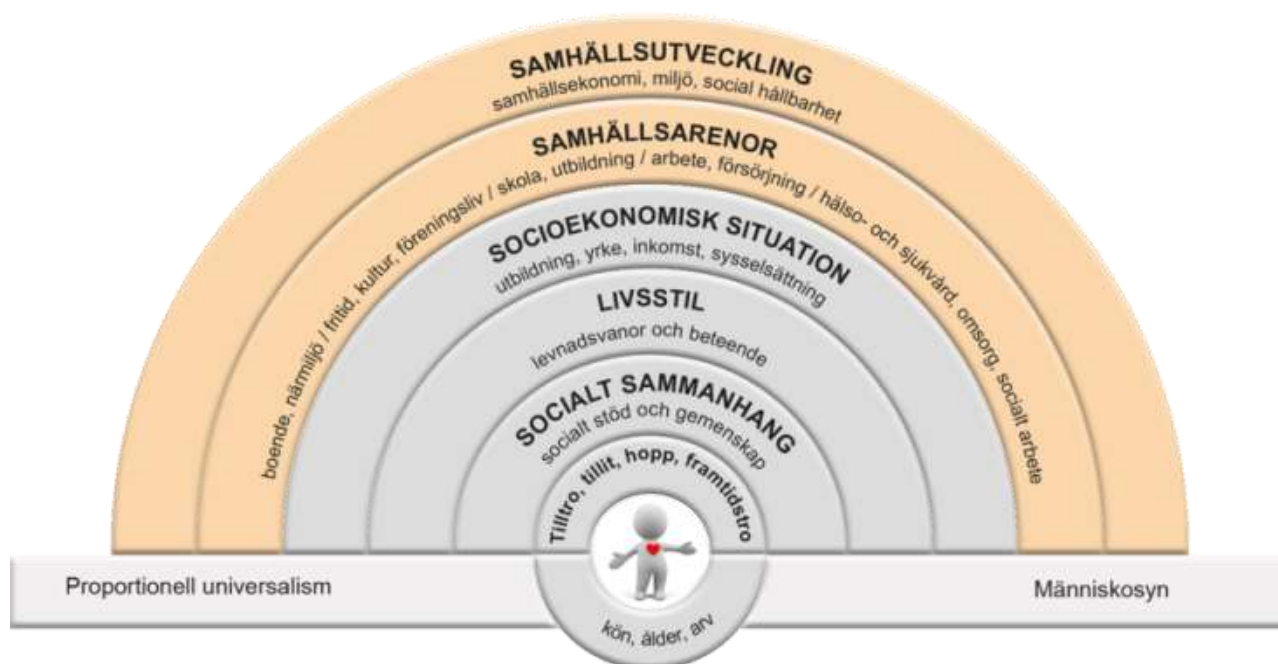 SAMHÄLLSUTVECKLING
samhällsekonomi, miljö, social hållbarhet
SAMHÄLLSARENOR
boende, närmiljö / fritid, kultur, föreningsliv / skola, utbildning / arbete, försörjning / hälso- och sjukvård, omsorg, socialt arbete
SOCIOEKONOMISK SITUATION
utbildning, yrke, inkomst, sysselsättning
LIVSSTIL
levnadsvanor och beteende
SOCIALT SAMMANHANG
socialt stöd och gemenskap
Tilltro, tillit, hopp, framtidstro
Proportionell universalism
Människosyn
kön, ålder, arv